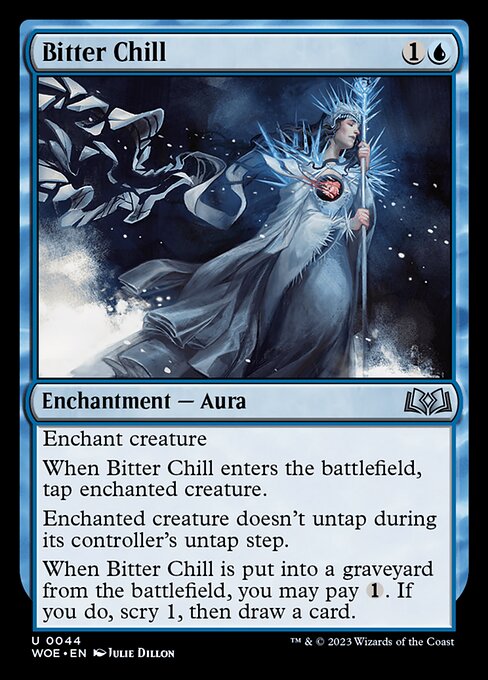 Bitter Chill 1
Enchantment — Aura
Enchant creature
When Bitter Chill enters the battlefield,
tap enchanted creature.
Enchanted creature doesn't untap during
its controller's untap step.
When Bitter Chill is put into a graveyard
from the battlefield, you may pay 1. If
you do, scry 1, then draw a card.
U 0044
WOE • EN Julie Dillon
™ & © 2023 Wizards of the Coast